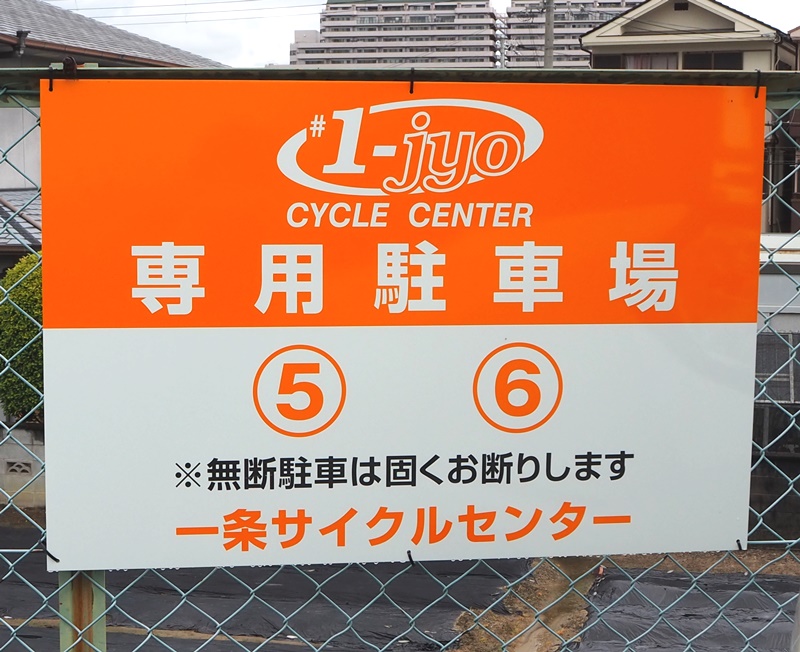 #1-jyo
CYCLE CENTER
専用駐車場
⑤ ⑥
※無断駐車は固くお断りします
一条サイクルセンター